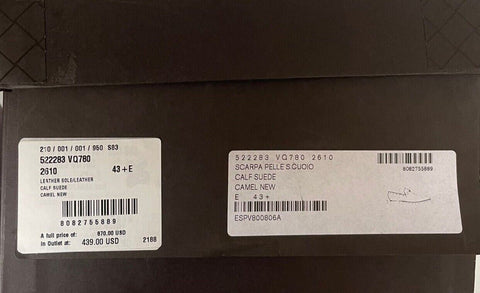 210 / 001 / 001 / 950 S83
522283 VQ780
2610 43+E
LEATHER SOLE/LEATHER
CALF SUEDE
CAMEL NEW
8082755889
A full price of: 870.00 USD
In Outlet at: 439.00 USD 2188
522283 VQ780 2610
SCARPA PELLE S.CUOIO
CALF SUEDE
CAMEL NEW
E 43+
ESPV800806A
8082755889